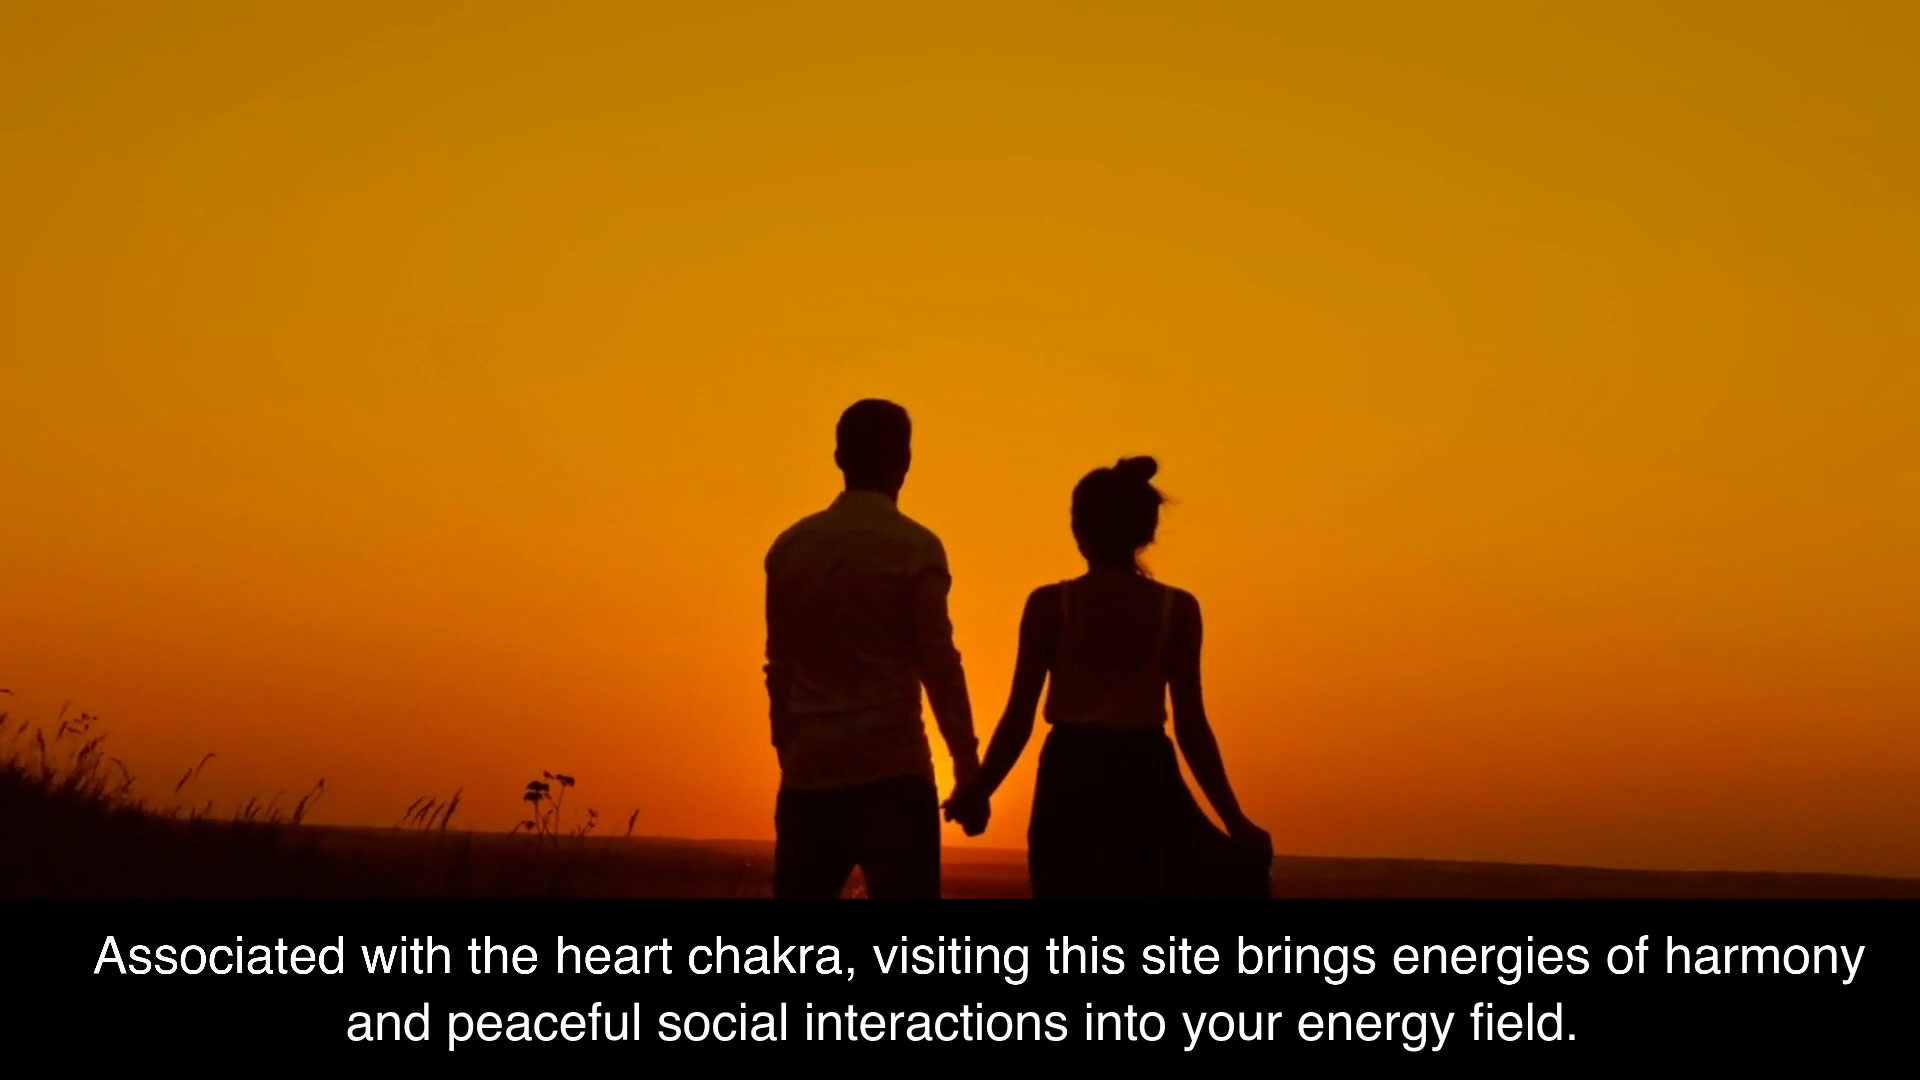 Associated with the heart chakra, visiting this site brings energies of harmony
and peaceful social interactions into your energy field.